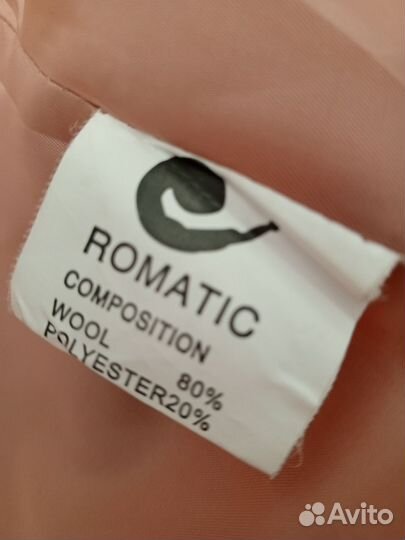 ROMATIC
COMPOSITION
WOOL 80%
POLYESTER20%
Avito